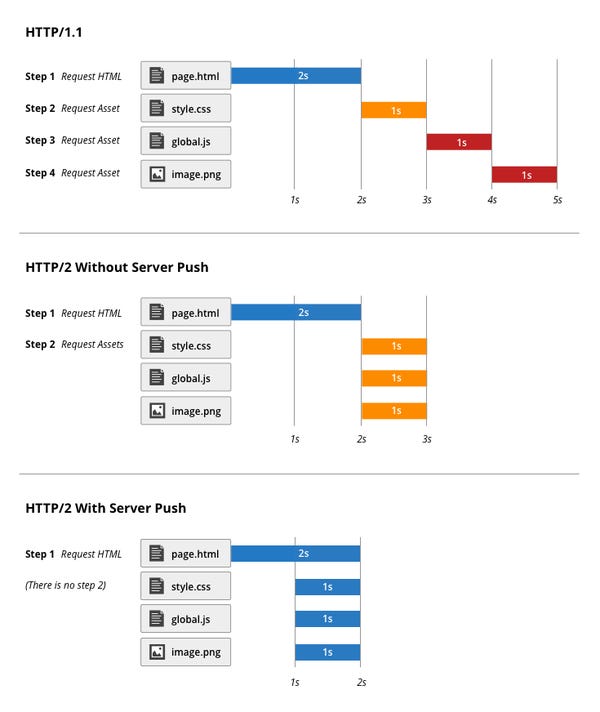 HTTP/1.1
Step 1 Request HTML page.html 2s
Step 2 Request Asset style.css 1s
Step 3 Request Asset global.js 1s
Step 4 Request Asset image.png 1s
1s 2s 3s 4s 5s
HTTP/2 Without Server Push
Step 1 Request HTML page.html 2s
Step 2 Request Assets style.css 1s
global.js 1s
image.png 1s
1s 2s 3s
HTTP/2 With Server Push
Step 1 Request HTML page.html 2s
(There is no step 2) style.css 1s
global.js 1s
image.png 1s
1s 2s